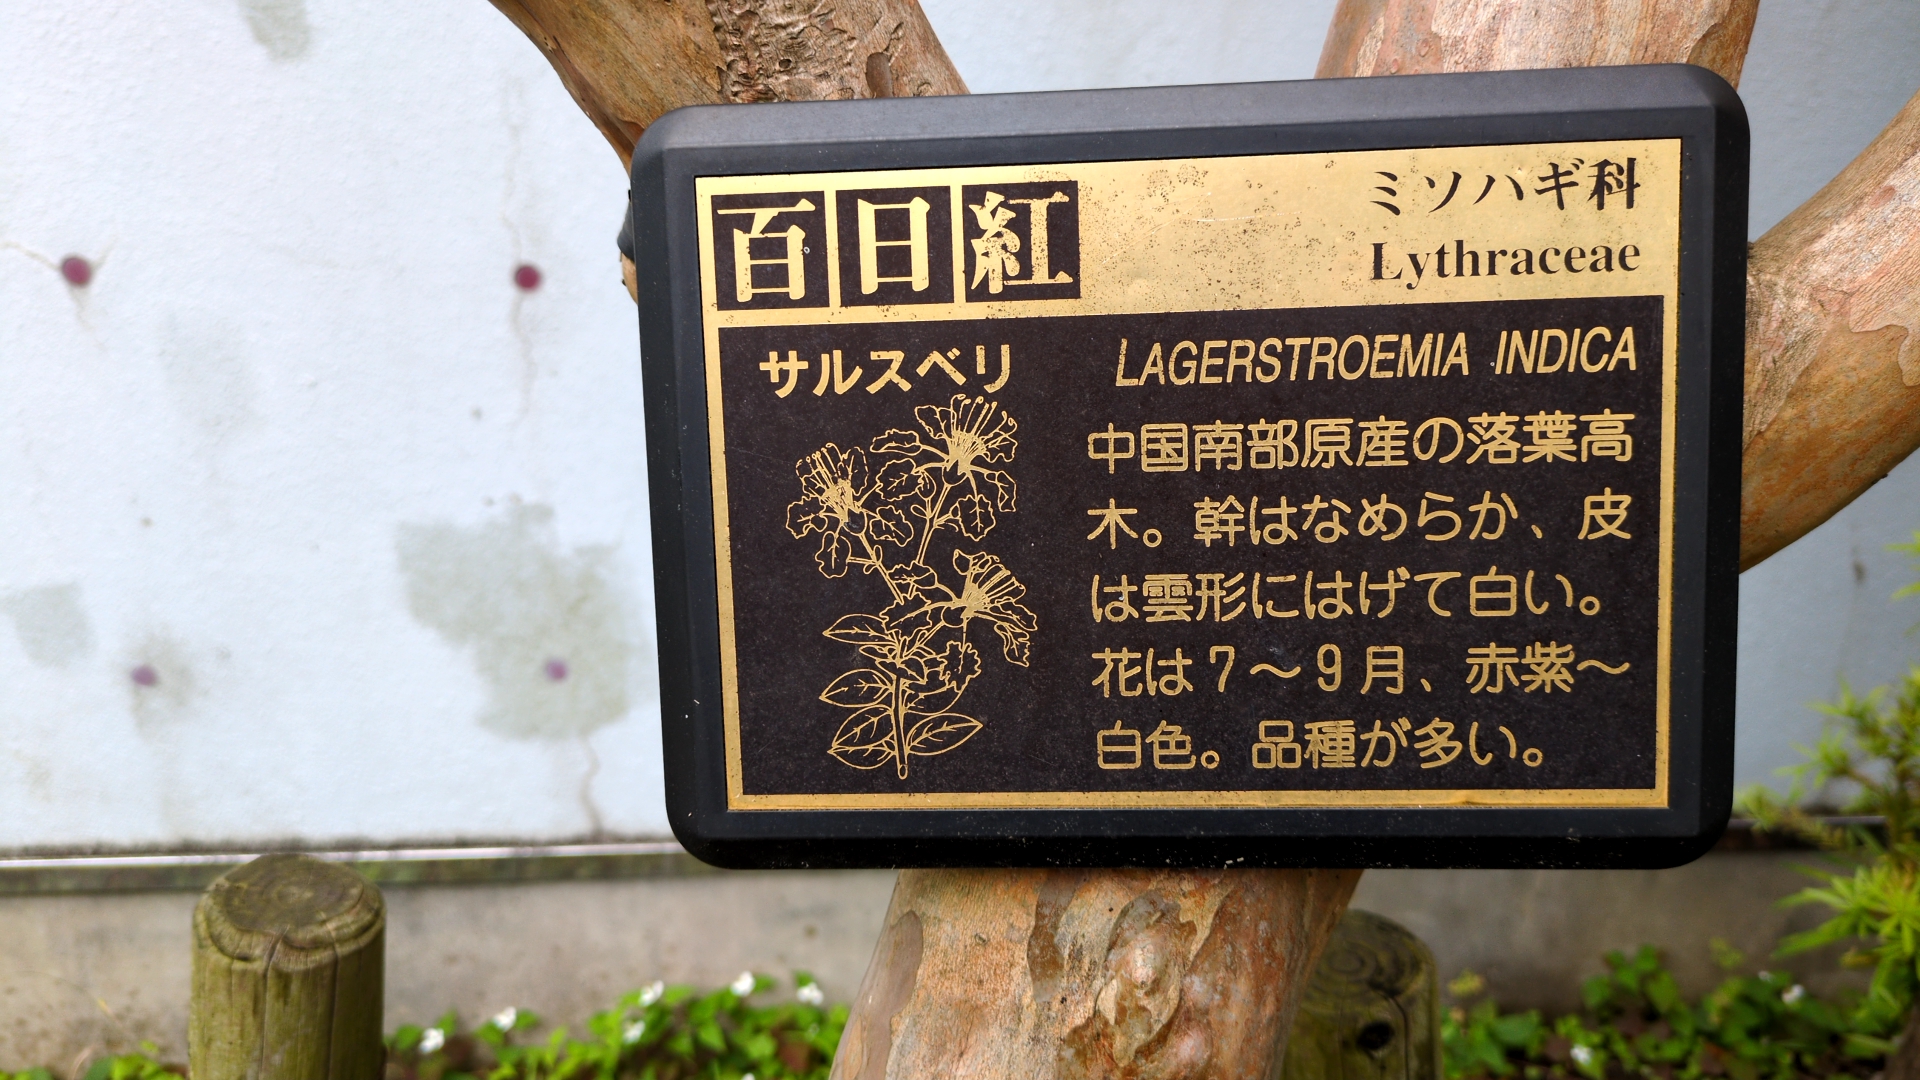 百日紅
ミソハギ科
Lythraceae
サルスベリ
LAGERSTROEMIA INDICA
中国南部原産の落葉高
木。幹はなめらか、皮
は雲形にはげて白い。
花は7〜9月、赤紫〜
白色。品種が多い。